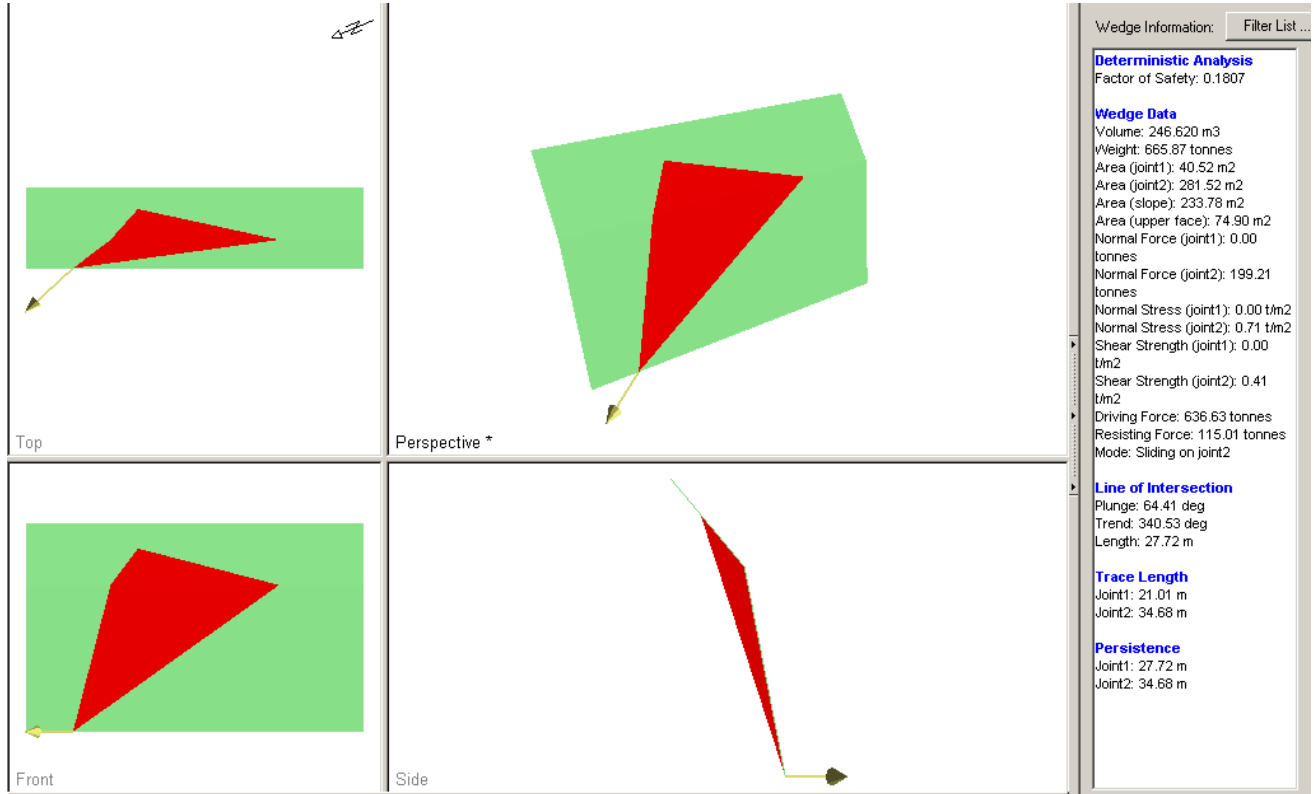 Top
Perspective *
Front
Side
Wedge Information:
Filter List ...
Deterministic Analysis
Factor of Safety: 0.1807
Wedge Data
Volume: 246.620 m3
Weight: 665.87 tonnes
Area (joint1): 40.52 m2
Area (joint2): 281.52 m2
Area (slope): 233.78 m2
Area (upper face): 74.90 m2
Normal Force (joint1): 0.00
tonnes
Normal Force (joint2): 199.21
tonnes
Normal Stress (joint1): 0.00 t/m2
Normal Stress (joint2): 0.71 t/m2
Shear Strength (joint1): 0.00
t/m2
Shear Strength (joint2): 0.41
t/m2
Driving Force: 636.63 tonnes
Resisting Force: 115.01 tonnes
Mode: Sliding on joint2
Line of Intersection
Plunge: 64.41 deg
Trend: 340.53 deg
Length: 27.72 m
Trace Length
Joint1: 21.01 m
Joint2: 34.68 m
Persistence
Joint1: 27.72 m
Joint2: 34.68 m